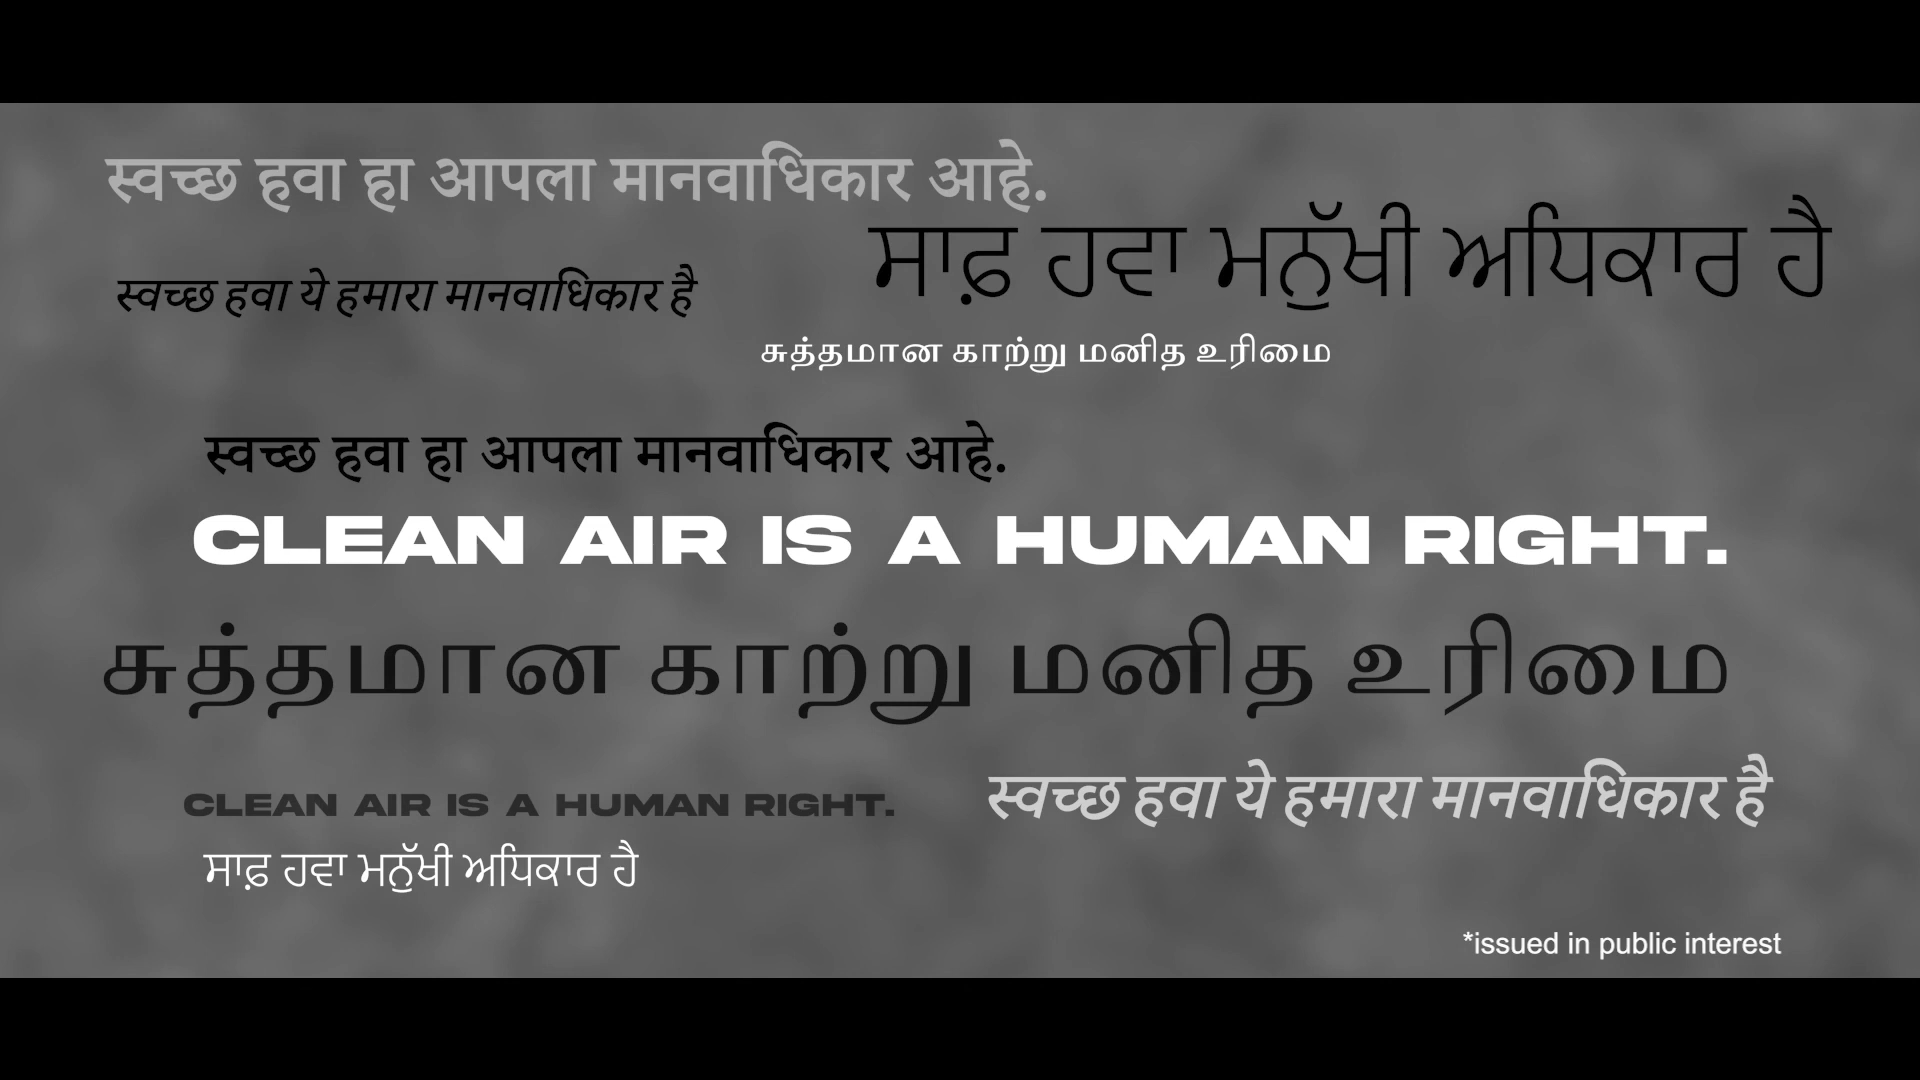 स्वच्छ हवा हा आपला मानवाधिकार आहे.
ਸਾਫ਼ ਹਵਾ ਮਨੁੱਖੀ ਅਧਿਕਾਰ ਹੈ
स्वच्छ हवा ये हमारा मानवाधिकार है
சுத்தமான காற்று மனித உரிமை
स्वच्छ हवा हा आपला मानवाधिकार आहे.
CLEAN AIR IS A HUMAN RIGHT.
சுத்தமான காற்று மனித உரிமை
CLEAN AIR IS A HUMAN RIGHT.
स्वच्छ हवा ये हमारा मानवाधिकार है
ਸਾਫ਼ ਹਵਾ ਮਨੁੱਖੀ ਅਧਿਕਾਰ ਹੈ
*issued in public interest